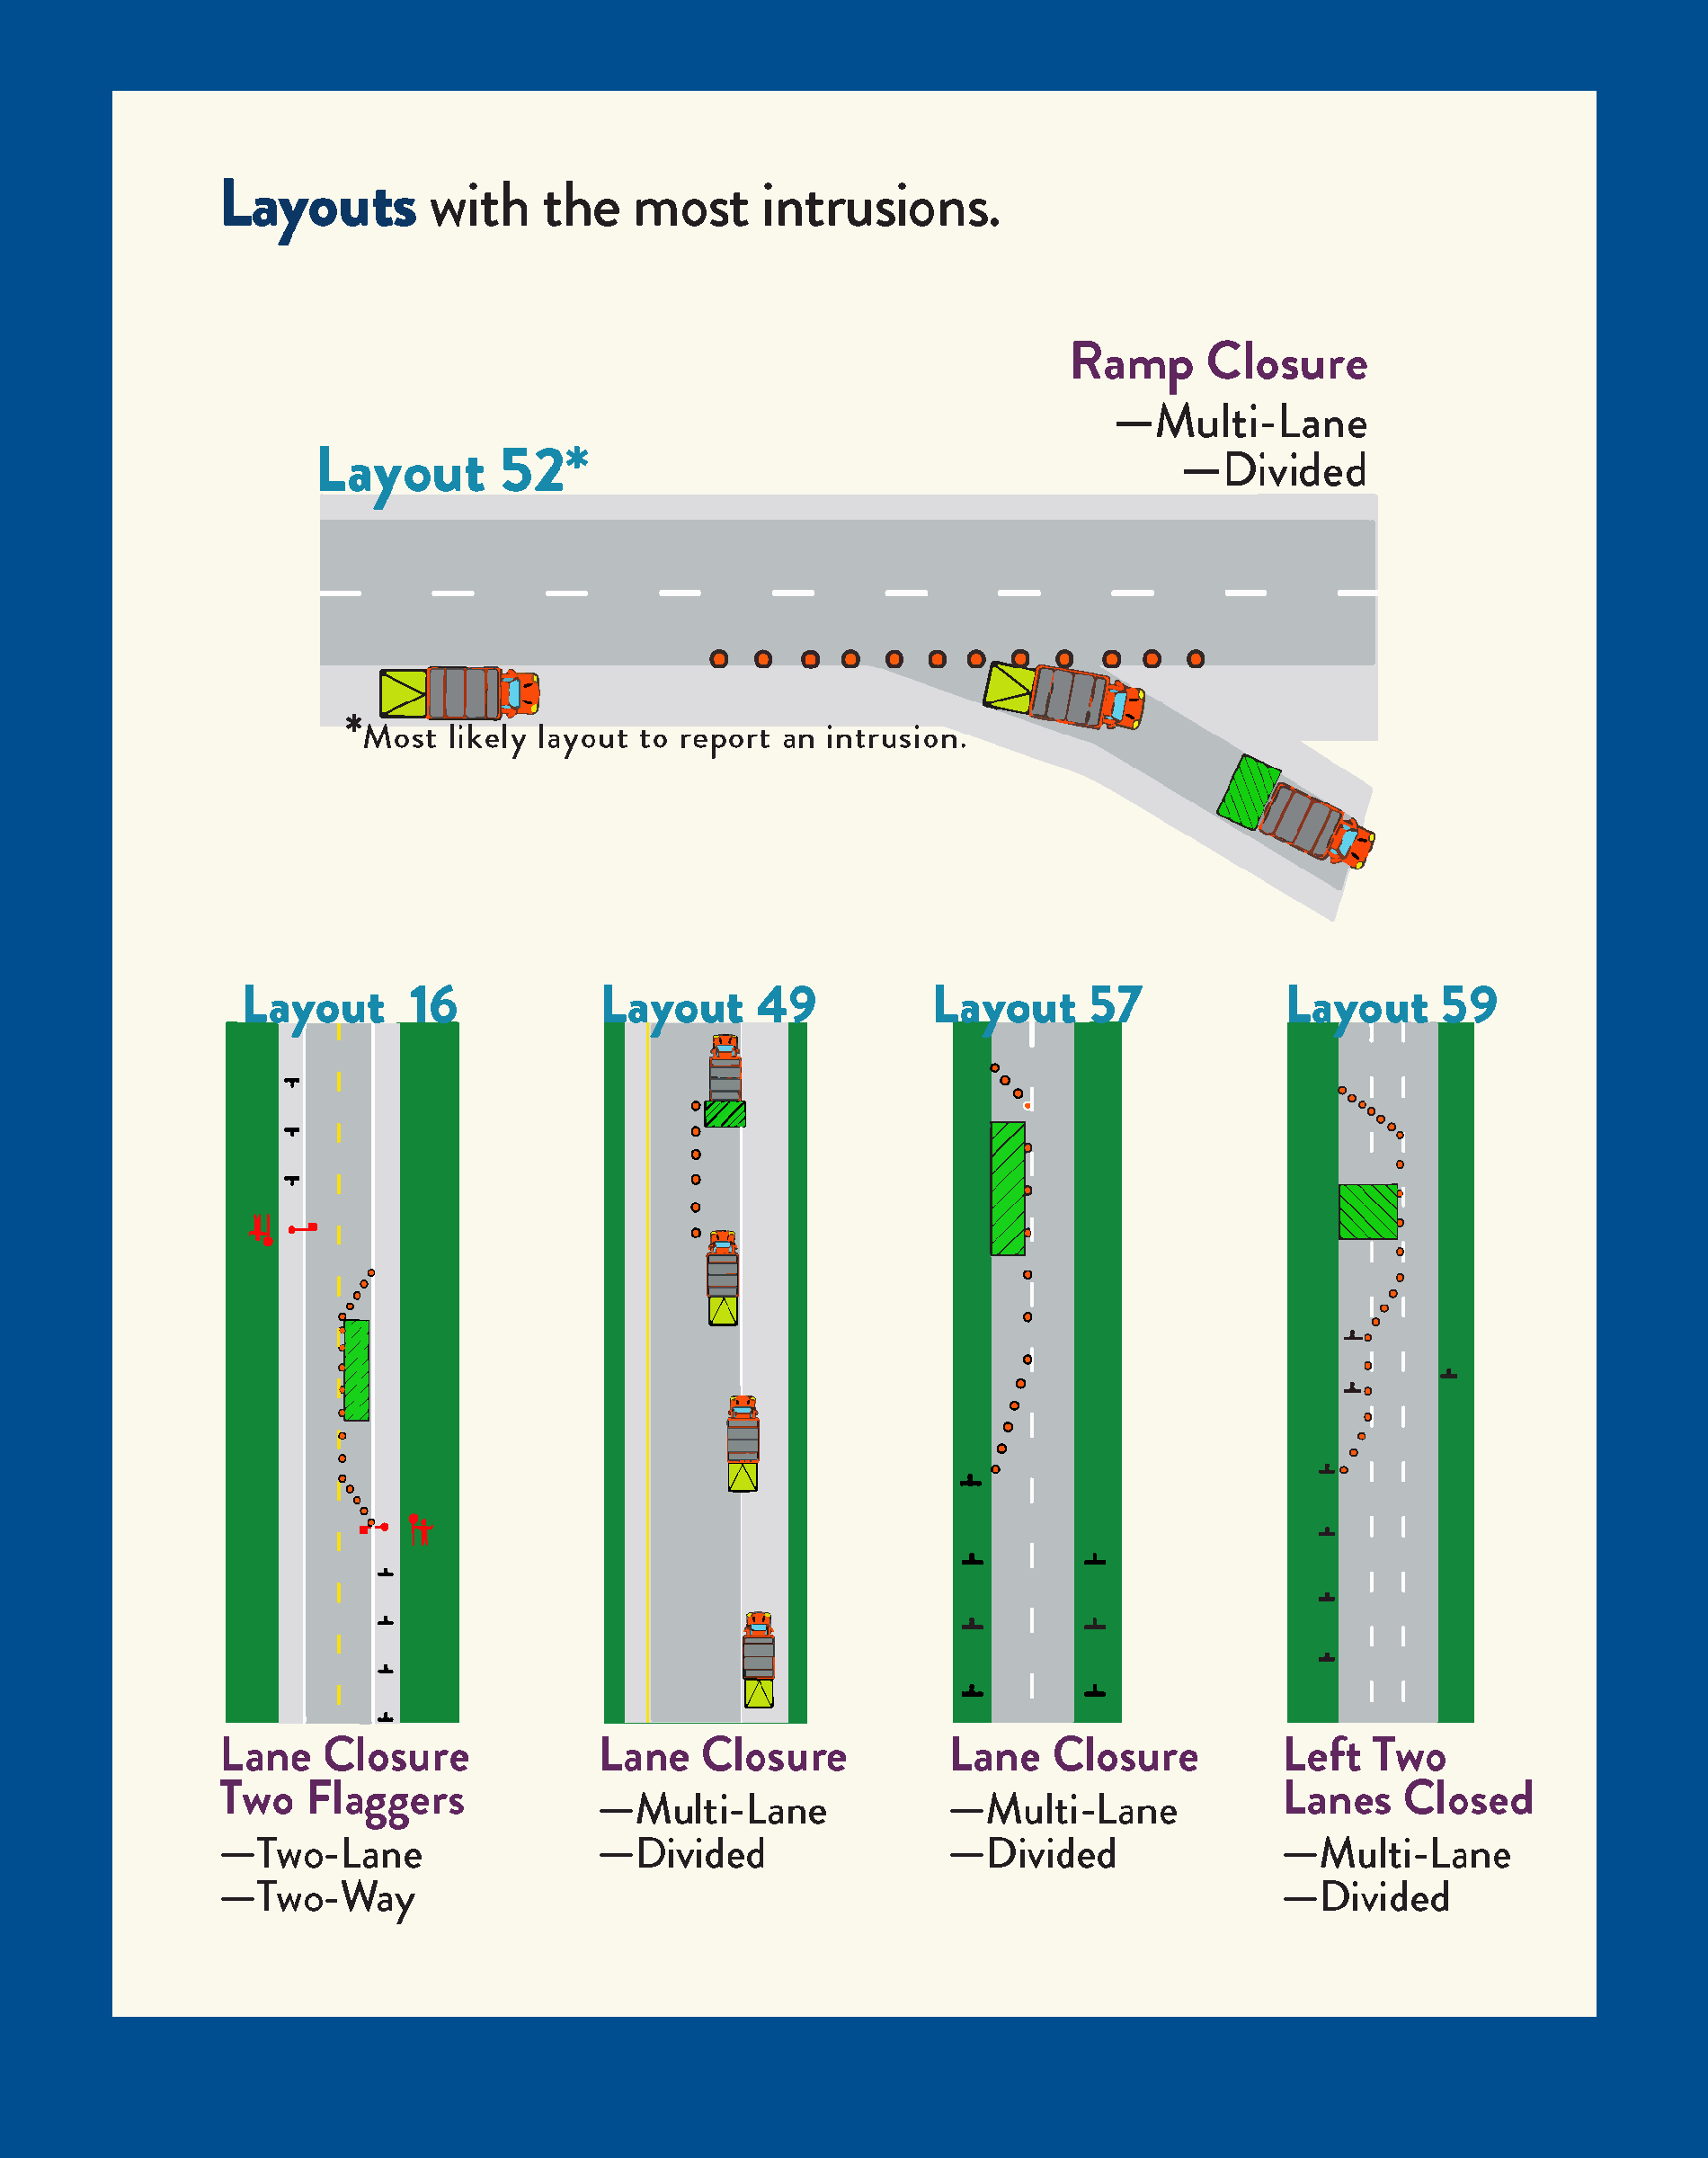 Layouts with the most intrusions.
Ramp Closure
—Multi-Lane
—Divided
Layout 52*
*Most likely layout to report an intrusion.
Layout 16
Lane Closure
Two Flaggers
—Two-Lane
—Two-Way
Layout 49
Lane Closure
—Multi-Lane
—Divided
Layout 57
Lane Closure
—Multi-Lane
—Divided
Layout 59
Left Two
Lanes Closed
—Multi-Lane
—Divided